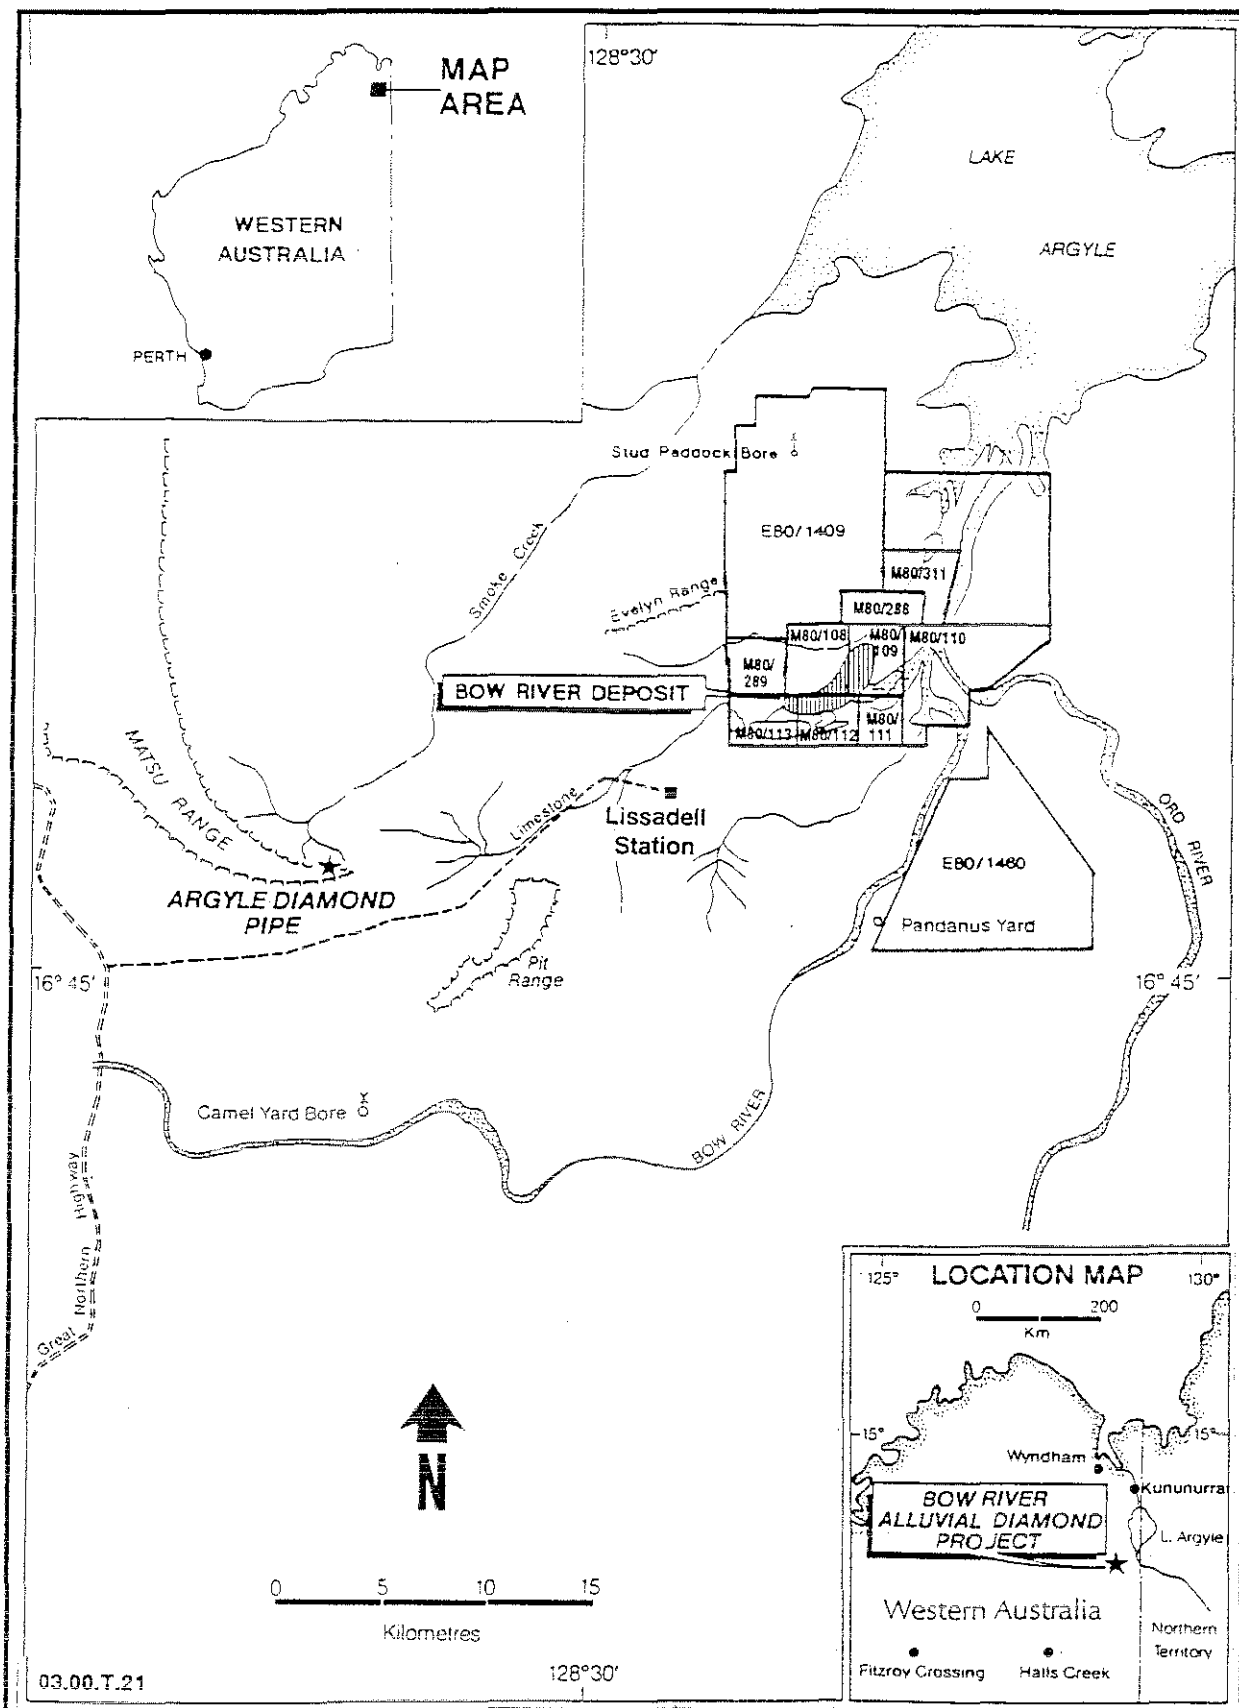 MAP
AREA
WESTERN
AUSTRALIA
PERTH
128°30′
LAKE
ARGYLE
Stud Paddock Bore
E80/1409
M80/311
M80/288
M80/108
M80/
109
M80/110
M80/
289
M80/113
M80/112
M80/
111
Smoke Creek
Evelyn Range
BOW RIVER DEPOSIT
MATSU RANGE
Limestone
Lissadell
Station
ARGYLE DIAMOND
PIPE
ORD RIVER
E80/1460
Pandanus Yard
Pit
Range
16° 45′
16° 45′
Camel Yard Bore
BOW RIVER
Great Northern Highway
N
0 5 10 15
Kilometres
03.00.T.21
128°30′
125°
LOCATION MAP
130°
0 200
Km
15°
15°
Wyndham
Kununurra
BOW RIVER
ALLUVIAL DIAMOND
PROJECT
L. Argyle
Western Australia
Northern
Territory
Fitzroy Crossing
Halls Creek